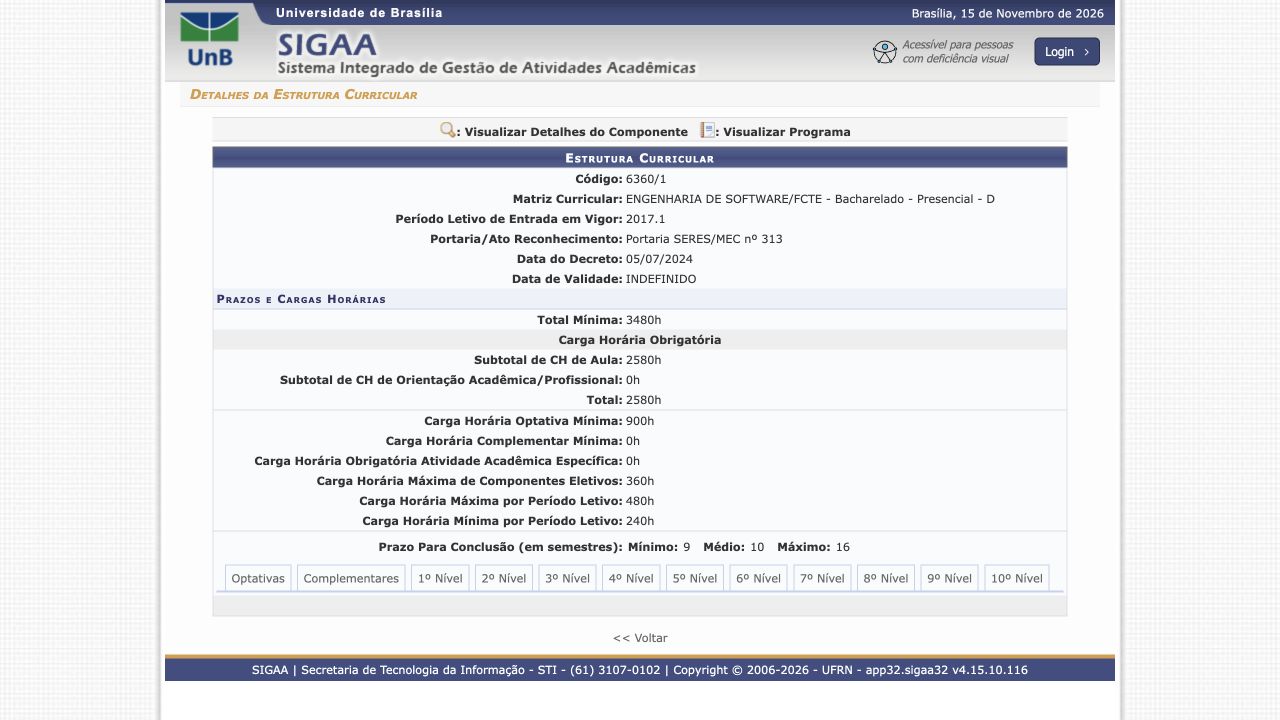 Universidade de Brasília
Brasília, 15 de Novembro de 2026
UnB
SIGAA
Sistema Integrado de Gestão de Atividades Acadêmicas
Acessível para pessoas
com deficiência visual
Login ›
Detalhes da Estrutura Curricular
: Visualizar Detalhes do Componente : Visualizar Programa
Estrutura Curricular
Código: 6360/1
Matriz Curricular: ENGENHARIA DE SOFTWARE/FCTE - Bacharelado - Presencial - D
Período Letivo de Entrada em Vigor: 2017.1
Portaria/Ato Reconhecimento: Portaria SERES/MEC nº 313
Data do Decreto: 05/07/2024
Data de Validade: INDEFINIDO
Prazos e Cargas Horárias
Total Mínima: 3480h
Carga Horária Obrigatória
Subtotal de CH de Aula: 2580h
Subtotal de CH de Orientação Acadêmica/Profissional: 0h
Total: 2580h
Carga Horária Optativa Mínima: 900h
Carga Horária Complementar Mínima: 0h
Carga Horária Obrigatória Atividade Acadêmica Específica: 0h
Carga Horária Máxima de Componentes Eletivos: 360h
Carga Horária Máxima por Período Letivo: 480h
Carga Horária Mínima por Período Letivo: 240h
Prazo Para Conclusão (em semestres): Mínimo: 9 Médio: 10 Máximo: 16
Optativas Complementares 1º Nível 2º Nível 3º Nível 4º Nível 5º Nível 6º Nível 7º Nível 8º Nível 9º Nível 10º Nível
<< Voltar
SIGAA | Secretaria de Tecnologia da Informação - STI - (61) 3107-0102 | Copyright © 2006-2026 - UFRN - app32.sigaa32 v4.15.10.116